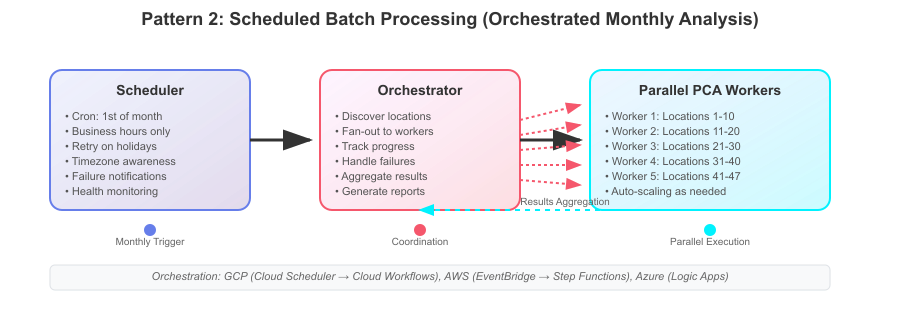 Pattern 2: Scheduled Batch Processing (Orchestrated Monthly Analysis)
Scheduler
• Cron: 1st of month
• Business hours only
• Retry on holidays
• Timezone awareness
• Failure notifications
• Health monitoring
Orchestrator
• Discover locations
• Fan-out to workers
• Track progress
• Handle failures
• Aggregate results
• Generate reports
Parallel PCA Workers
• Worker 1: Locations 1-10
• Worker 2: Locations 11-20
• Worker 3: Locations 21-30
• Worker 4: Locations 31-40
• Worker 5: Locations 41-47
• Auto-scaling as needed
Results Aggregation
Monthly Trigger
Coordination
Parallel Execution
Orchestration: GCP (Cloud Scheduler → Cloud Workflows), AWS (EventBridge → Step Functions), Azure (Logic Apps)